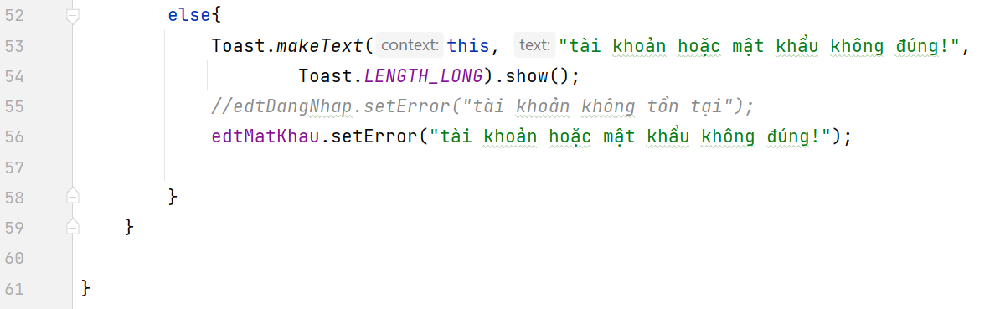 52 else{
53 Toast.makeText( context: this, text: "tài khoản hoặc mật khẩu không đúng!",
54 Toast.LENGTH_LONG).show();
55 //edtDangNhap.setError("tài khoản không tồn tại");
56 edtMatKhau.setError("tài khoản hoặc mật khẩu không đúng!");
57
58 }
59 }
60
61 }